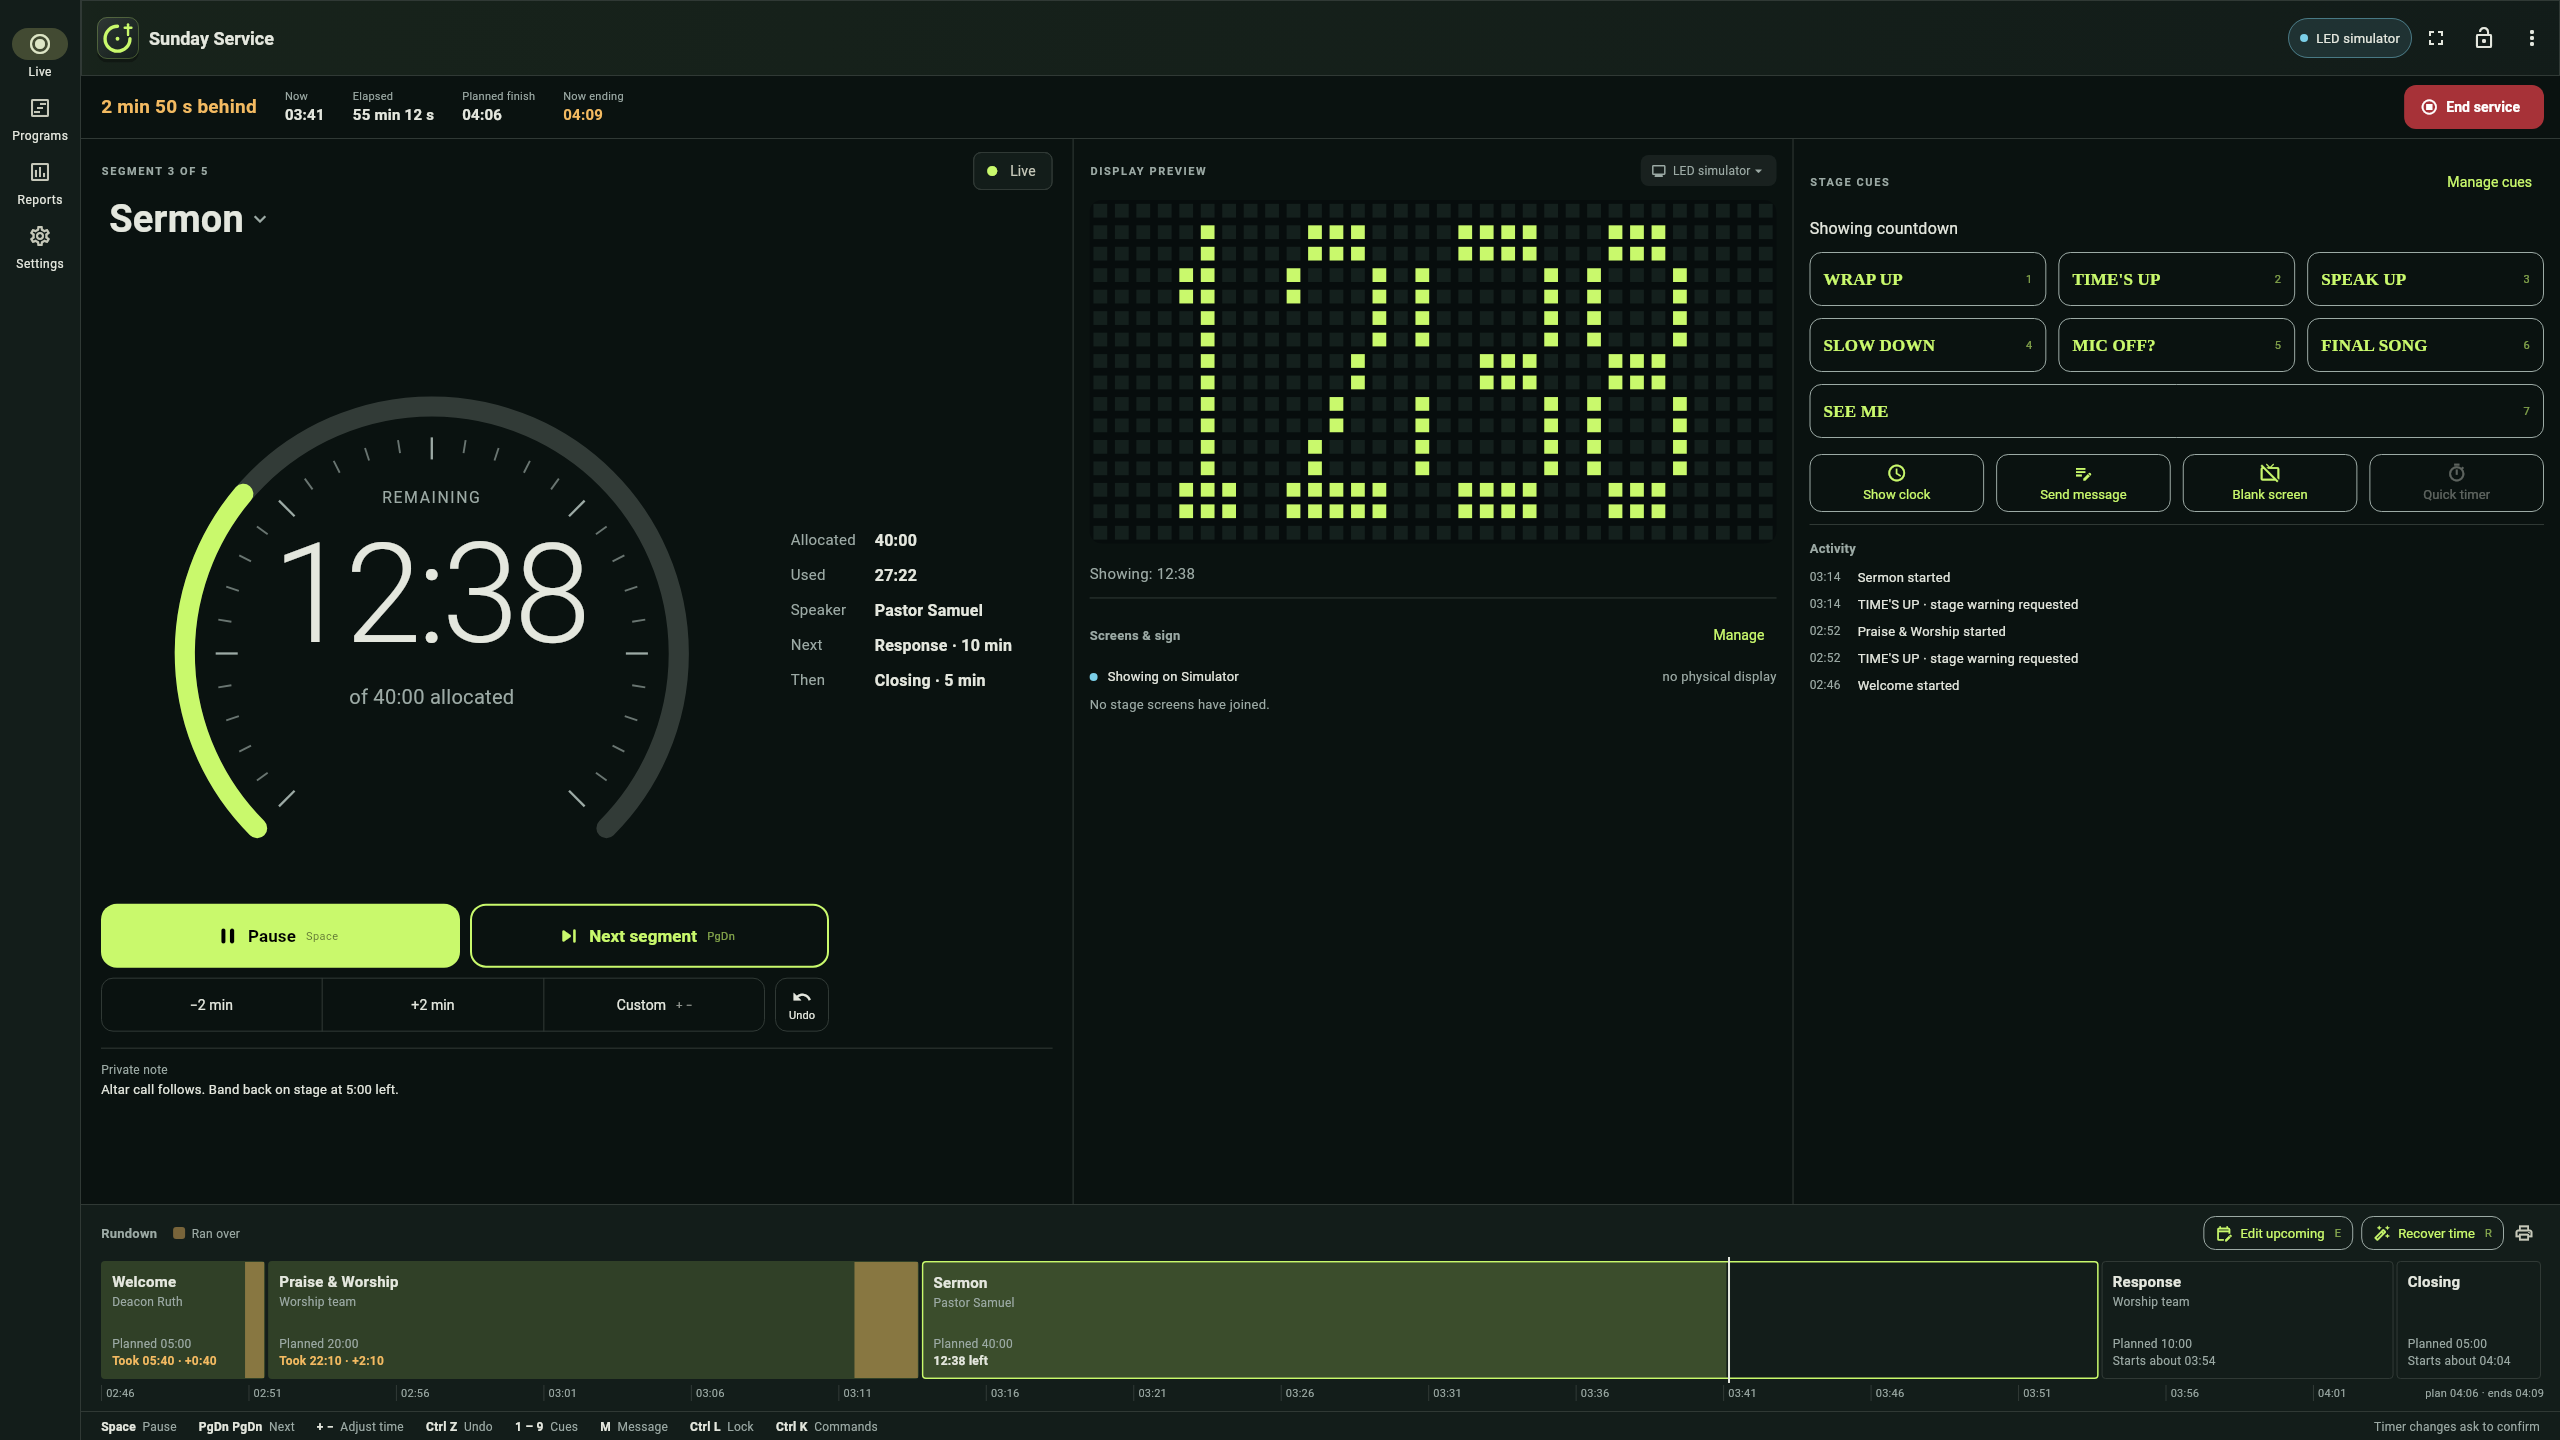 Live
Programs
Reports
Settings
Sunday Service
LED simulator
2 min 50 s behind
Now
03:41
Elapsed
55 min 12 s
Planned finish
04:06
Now ending
04:09
End service
SEGMENT 3 OF 5
Live
Sermon
REMAINING
12:38
of 40:00 allocated
Allocated 40:00
Used 27:22
Speaker Pastor Samuel
Next Response · 10 min
Then Closing · 5 min
Pause Space
Next segment PgDn
−2 min
+2 min
Custom + −
Undo
Private note
Altar call follows. Band back on stage at 5:00 left.
DISPLAY PREVIEW
LED simulator
12:38
Showing: 12:38
Screens & sign
Manage
Showing on Simulator
no physical display
No stage screens have joined.
STAGE CUES
Manage cues
Showing countdown
WRAP UP 1
TIME'S UP 2
SPEAK UP 3
SLOW DOWN 4
MIC OFF? 5
FINAL SONG 6
SEE ME 7
Show clock
Send message
Blank screen
Quick timer
Activity
03:14 Sermon started
03:14 TIME'S UP · stage warning requested
02:52 Praise & Worship started
02:52 TIME'S UP · stage warning requested
02:46 Welcome started
Rundown
Ran over
Edit upcoming E
Recover time R
Welcome
Deacon Ruth
Planned 05:00
Took 05:40 · +0:40
Praise & Worship
Worship team
Planned 20:00
Took 22:10 · +2:10
Sermon
Pastor Samuel
Planned 40:00
12:38 left
Response
Worship team
Planned 10:00
Starts about 03:54
Closing
Planned 05:00
Starts about 04:04
02:46 02:51 02:56 03:01 03:06 03:11 03:16 03:21 03:26 03:31 03:36 03:41 03:46 03:51 03:56 04:01 plan 04:06 · ends 04:09
Space Pause PgDn PgDn Next + − Adjust time Ctrl Z Undo 1 – 9 Cues M Message Ctrl L Lock Ctrl K Commands
Timer changes ask to confirm